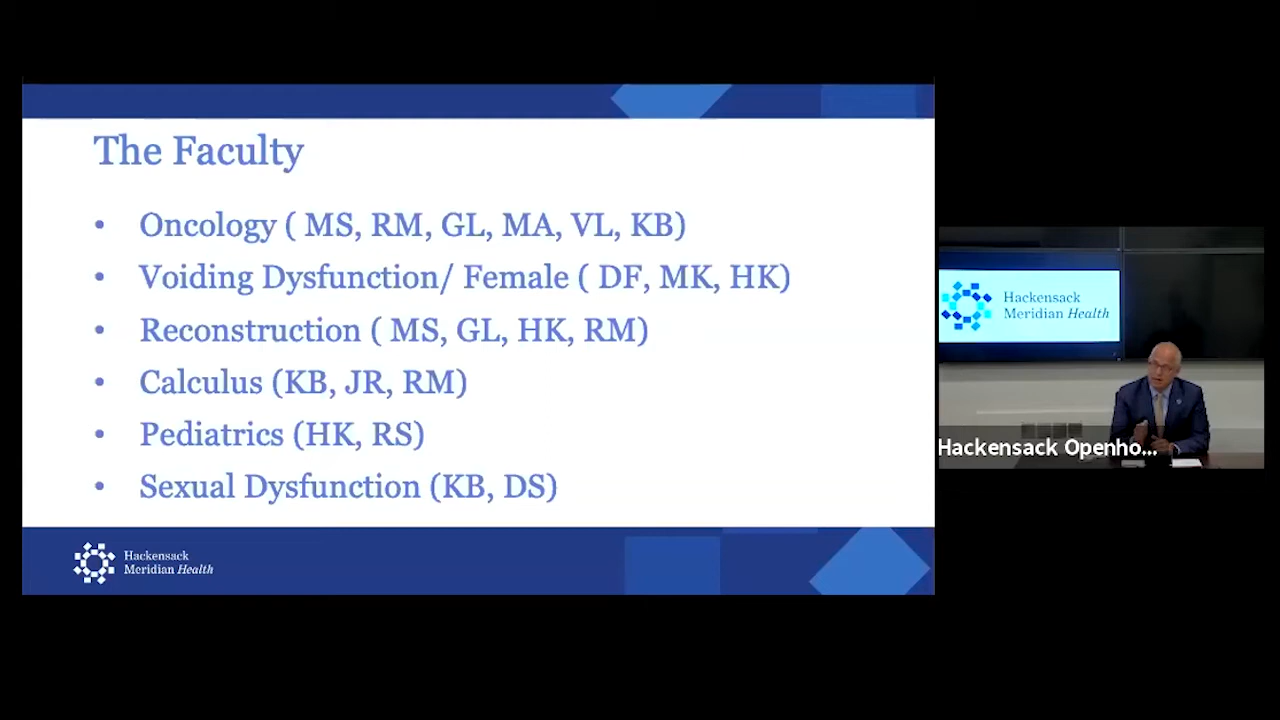 The Faculty
• Oncology ( MS, RM, GL, MA, VL, KB)
• Voiding Dysfunction/ Female ( DF, MK, HK)
• Reconstruction ( MS, GL, HK, RM)
• Calculus (KB, JR, RM)
• Pediatrics (HK, RS)
• Sexual Dysfunction (KB, DS)
Hackensack
Meridian Health
Hackensack
Meridian Health
Hackensack Openho...